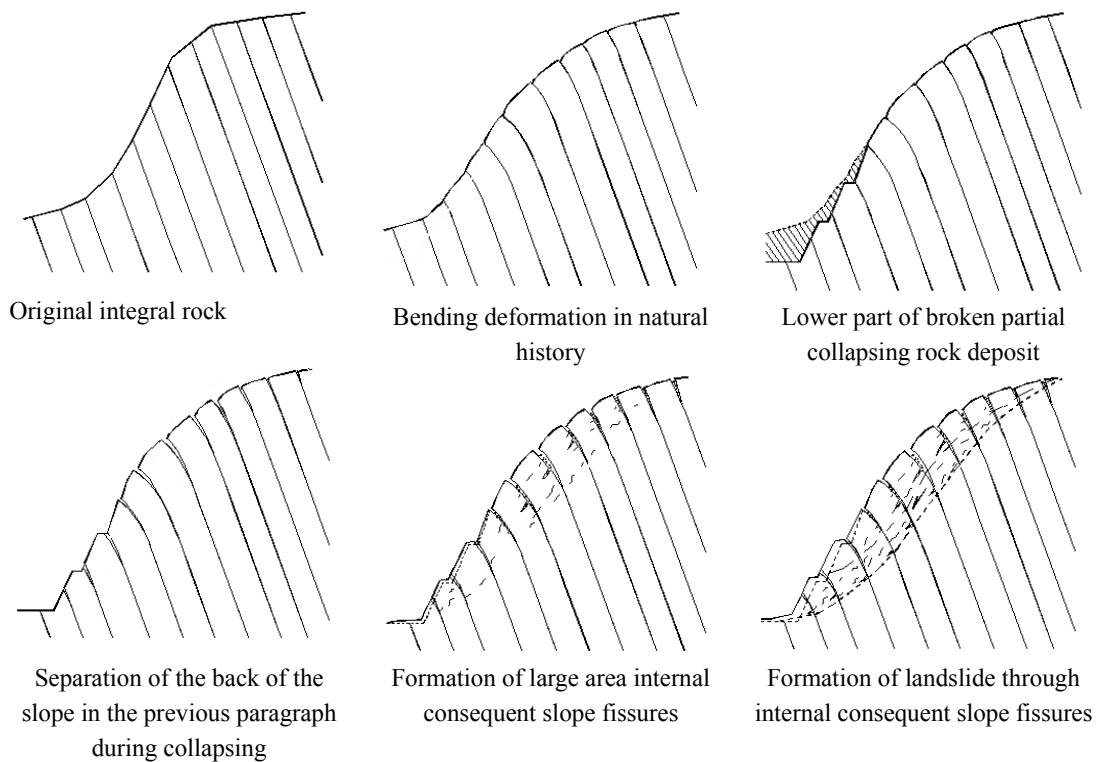 Original integral rock
Bending deformation in natural
history
Lower part of broken partial
collapsing rock deposit
Separation of the back of the
slope in the previous paragraph
during collapsing
Formation of large area internal
consequent slope fissures
Formation of landslide through
internal consequent slope fissures